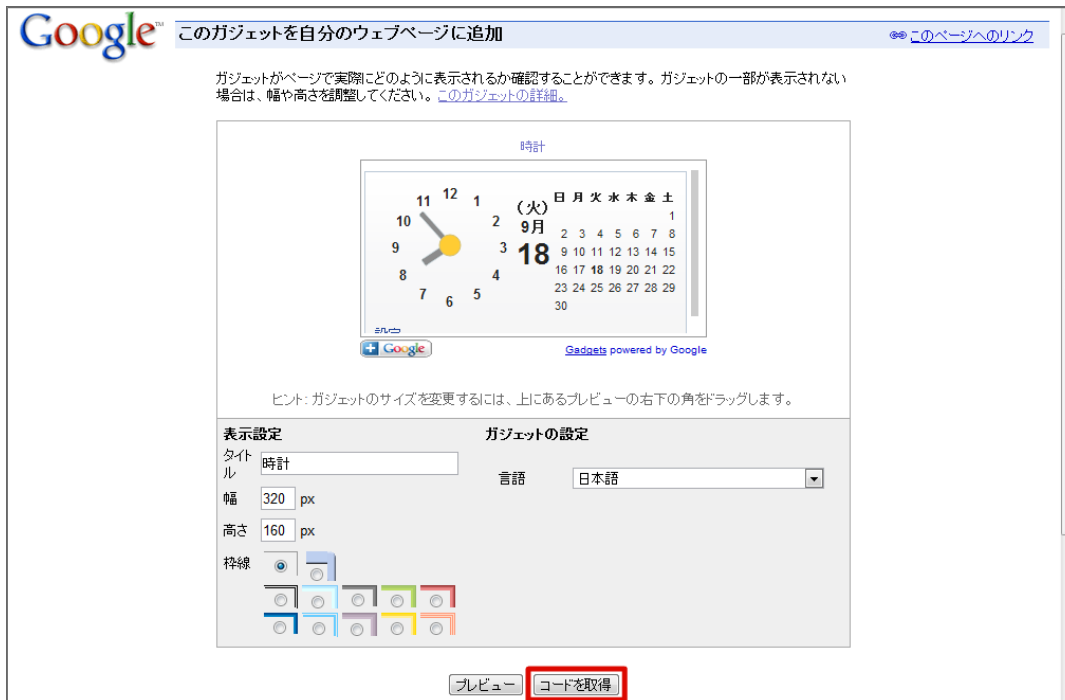 Google™ このガジェットを自分のウェブページに追加 このページへのリンク
ガジェットがページで実際にどのように表示されるか確認することができます。ガジェットの一部が表示されない
場合は、幅や高さを調整してください。このガジェットの詳細。
時計
12
11 1
10 2
9 3
8 4
7 5
6
(火)
9月
18
日 月 火 水 木 金 土
1
2 3 4 5 6 7 8
9 10 11 12 13 14 15
16 17 18 19 20 21 22
23 24 25 26 27 28 29
30
設定
+ Google
Gadgets powered by Google
ヒント: ガジェットのサイズを変更するには、上にあるプレビューの右下の角をドラッグします。
表示設定
タイト
ル 時計
幅 320 px
高さ 160 px
枠線
ガジェットの設定
言語 日本語
プレビュー コードを取得